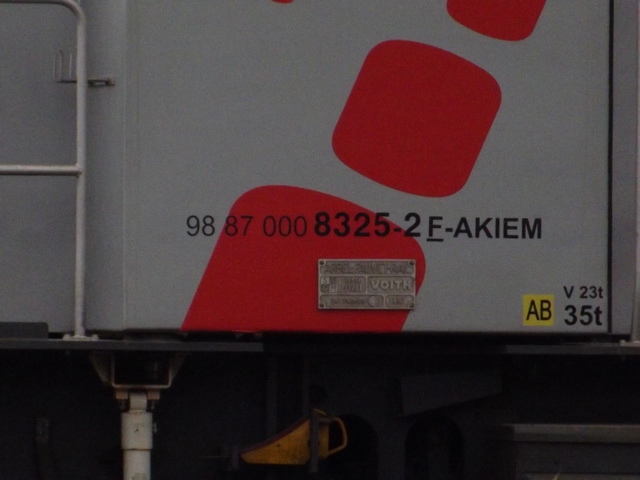 98 87 000 8325-2 F-AKIEM
VOITH
V 23t
AB 35t